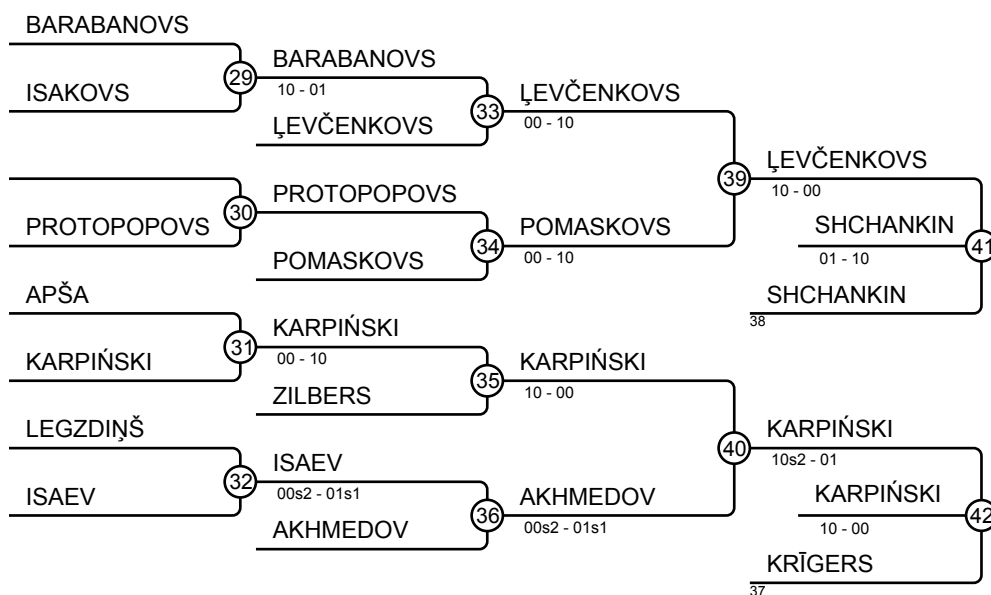 BARABANOVS
ISAKOVS
29
BARABANOVS
10 - 01
ĻEVČENKOVS
33
ĻEVČENKOVS
00 - 10
PROTOPOPOVS
30
PROTOPOPOVS
POMASKOVS
34
POMASKOVS
00 - 10
39
ĻEVČENKOVS
10 - 00
SHCHANKIN
01 - 10
41
SHCHANKIN
38
APŠA
KARPIŃSKI
31
KARPIŃSKI
00 - 10
ZILBERS
35
KARPIŃSKI
10 - 00
LEGZDIŅŠ
ISAEV
32
ISAEV
00s2 - 01s1
AKHMEDOV
36
AKHMEDOV
00s2 - 01s1
40
KARPIŃSKI
10s2 - 01
KARPIŃSKI
10 - 00
42
KRĪGERS
37